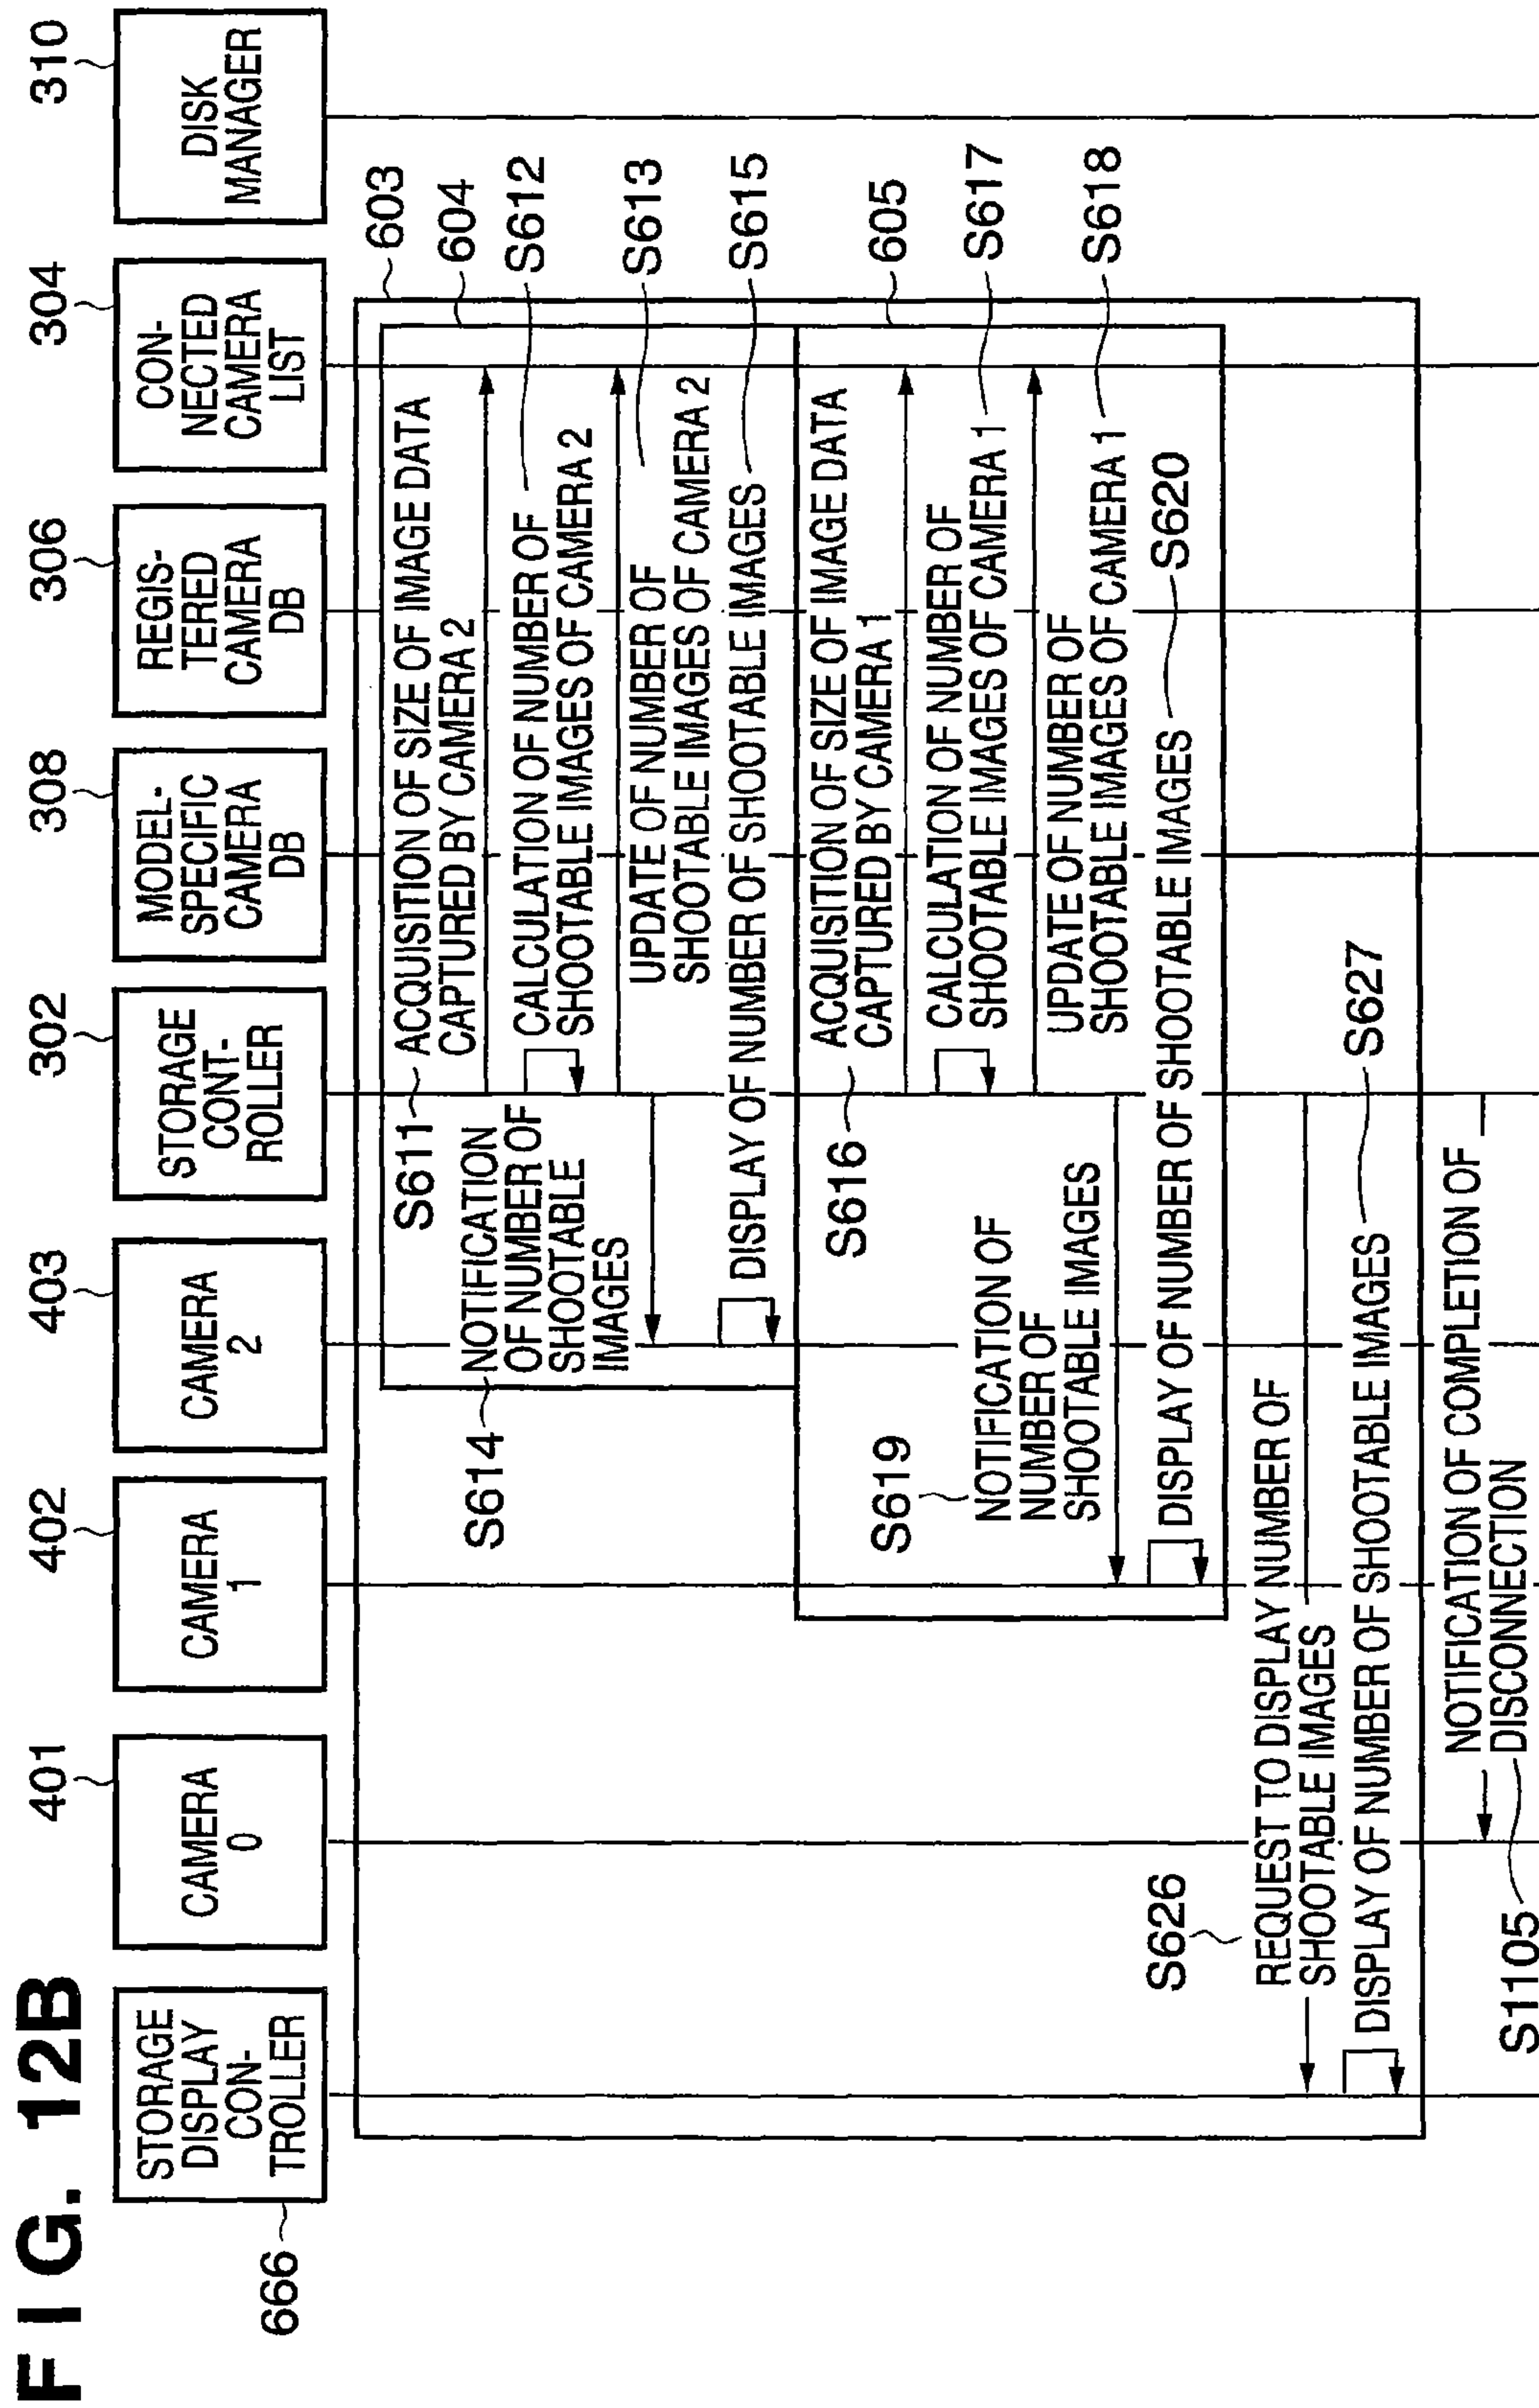 FIG. 12B
666
STORAGE
DISPLAY
CON-
TROLLER
401
CAMERA
0
402
CAMERA
1
403
CAMERA
2
302
STORAGE
CONT-
ROLLER
308
MODEL-
SPECIFIC
CAMERA
DB
306
REGIS-
TERED
CAMERA
DB
304
CON-
NECTED
CAMERA
LIST
310
DISK
MANAGER
603
604
S611
ACQUISITION OF SIZE OF IMAGE DATA
CAPTURED BY CAMERA 2
S612
CALCULATION OF NUMBER OF
SHOOTABLE IMAGES OF CAMERA 2
S613
UPDATE OF NUMBER OF
SHOOTABLE IMAGES OF CAMERA 2
S614
NOTIFICATION
OF NUMBER OF
SHOOTABLE
IMAGES
S615
DISPLAY OF NUMBER OF SHOOTABLE IMAGES
605
S616
ACQUISITION OF SIZE OF IMAGE DATA
CAPTURED BY CAMERA 1
S617
CALCULATION OF NUMBER OF
SHOOTABLE IMAGES OF CAMERA 1
S618
UPDATE OF NUMBER OF
SHOOTABLE IMAGES OF CAMERA 1
S619
NOTIFICATION OF
NUMBER OF
SHOOTABLE IMAGES
S620
DISPLAY OF NUMBER OF SHOOTABLE IMAGES
S626
REQUEST TO DISPLAY NUMBER OF
SHOOTABLE IMAGES
S627
DISPLAY OF NUMBER OF SHOOTABLE IMAGES
NOTIFICATION OF COMPLETION OF
DISCONNECTION
S1105